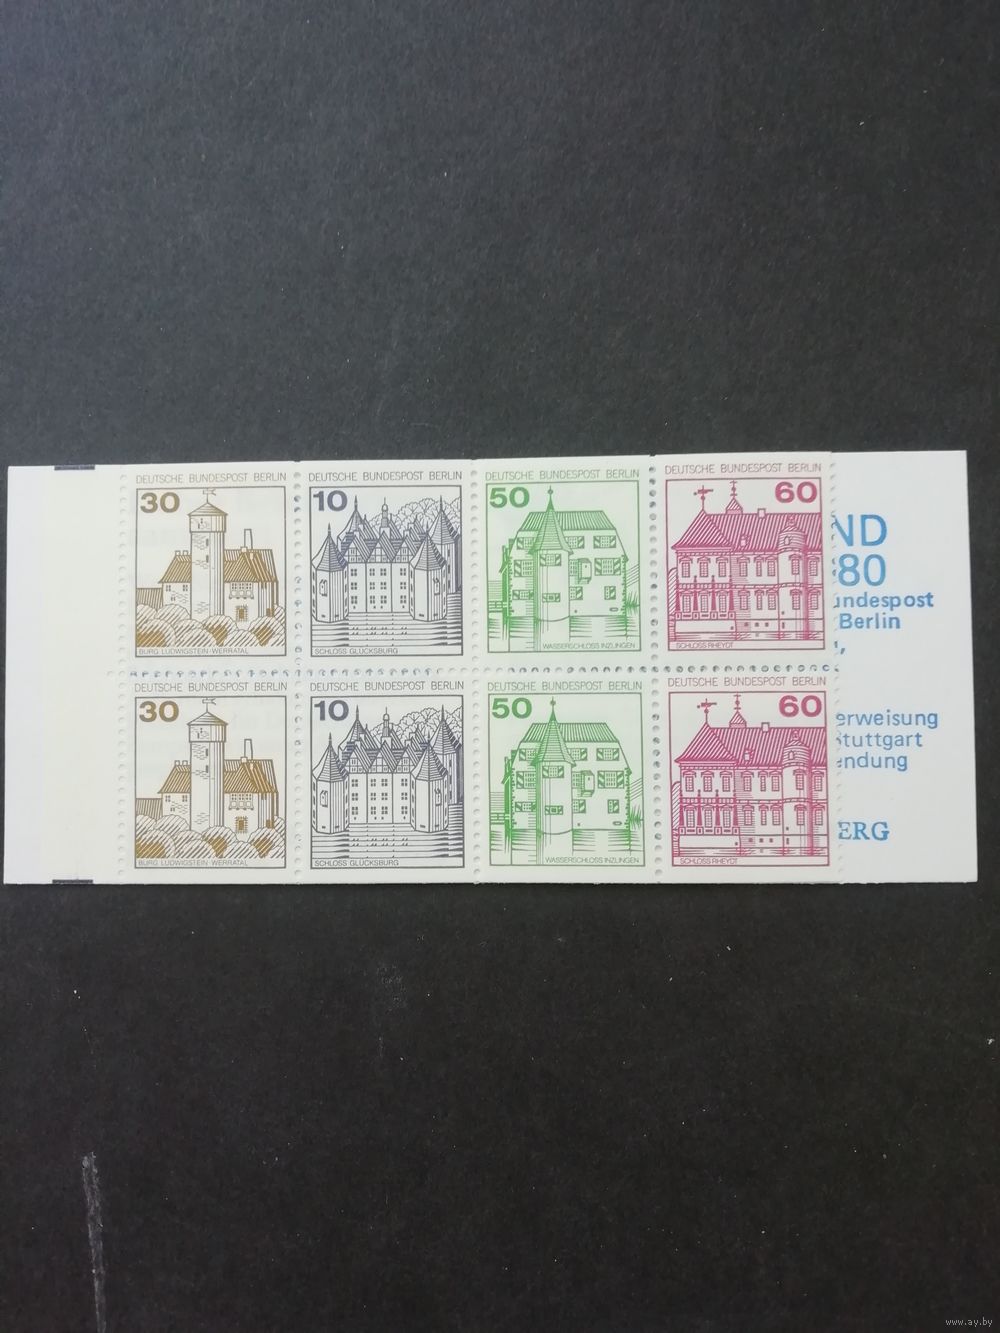 DEUTSCHE BUNDESPOST BERLIN
30
BURG LUDWIGSTEIN·WERRATAL
DEUTSCHE BUNDESPOST BERLIN
10
SCHLOSS GLÜCKSBURG
DEUTSCHE BUNDESPOST BERLIN
50
WASSERSCHLOSS INZLINGEN
DEUTSCHE BUNDESPOST BERLIN
60
SCHLOSS RHEYDT
DEUTSCHE BUNDESPOST BERLIN
30
BURG LUDWIGSTEIN·WERRATAL
DEUTSCHE BUNDESPOST BERLIN
10
SCHLOSS GLÜCKSBURG
DEUTSCHE BUNDESPOST BERLIN
50
WASSERSCHLOSS INZLINGEN
DEUTSCHE BUNDESPOST BERLIN
60
SCHLOSS RHEYDT
ND
80
undespost
Berlin
,
erweisung
Stuttgart
endung
ERG
www.ay.by